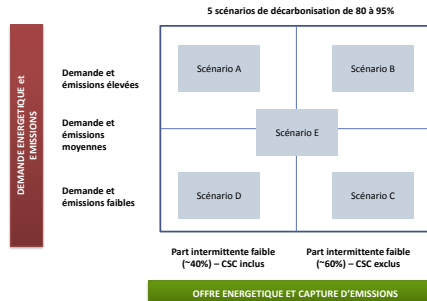 5 scénarios de décarbonisation de 80 à 95%
DEMANDE ENERGETIQUE et
EMISSIONS
Demande et
émissions élevées
Scénario A
Scénario B
Demande et
émissions
moyennes
Scénario E
Demande et
émissions faibles
Scénario D
Scénario C
Part intermittente faible
(~40%) – CSC inclus
Part intermittente faible
(~60%) – CSC exclus
OFFRE ENERGETIQUE ET CAPTURE D'EMISSIONS